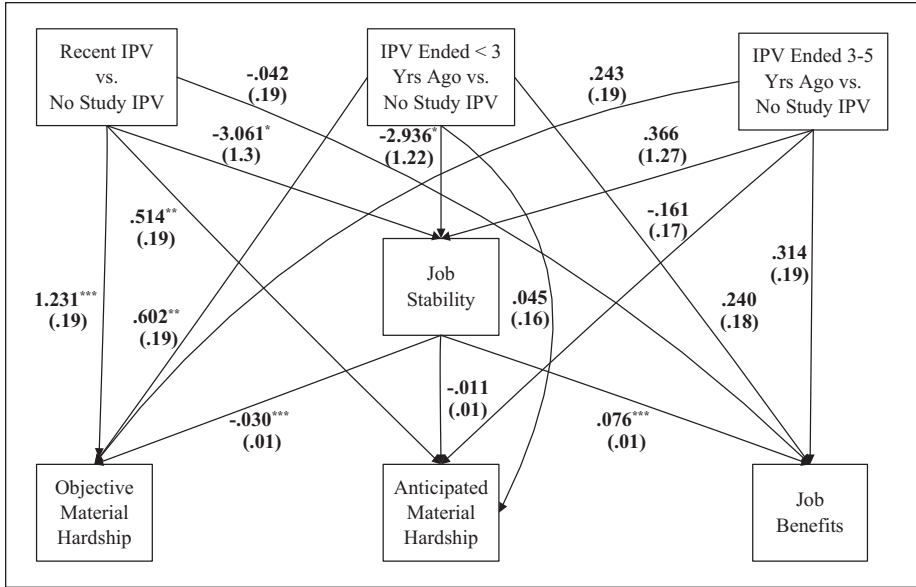 Recent IPV
vs.
No Study IPV
IPV Ended < 3
Yrs Ago vs.
No Study IPV
IPV Ended 3-5
Yrs Ago vs.
No Study IPV
-.042
(.19)
.243
(.19)
-3.061*
(1.3)
-2.936*
(1.22)
.366
(1.27)
.514**
(.19)
-.161
(.17)
Job
Stability
.314
(.19)
1.231***
(.19)
.602**
(.19)
.045
(.16)
.240
(.18)
-.030***
(.01)
-.011
(.01)
.076***
(.01)
Objective
Material
Hardship
Anticipated
Material
Hardship
Job
Benefits